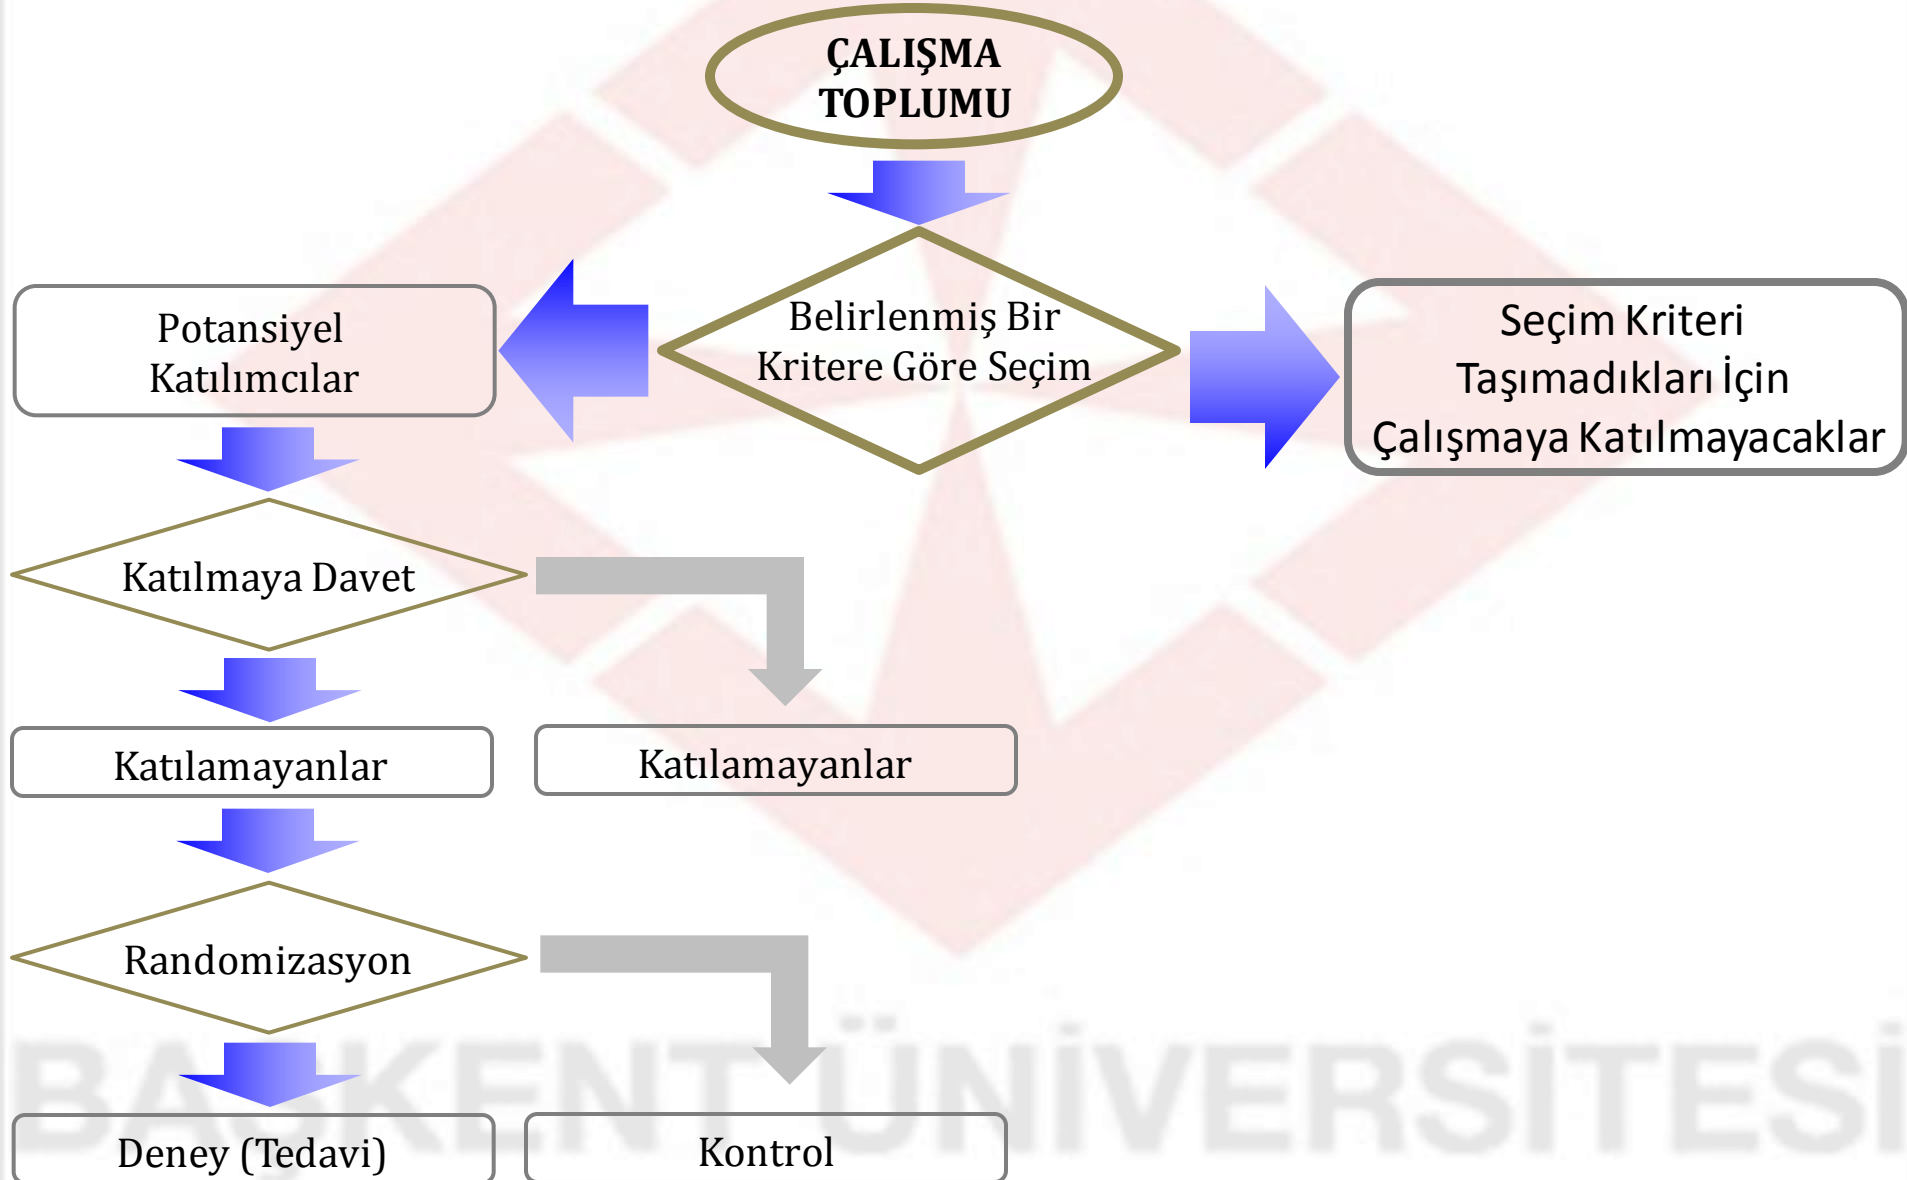 ÇALIŞMA
TOPLUMU
Belirlenmiş Bir
Kritere Göre Seçim
Potansiyel
Katılımcılar
Seçim Kriteri
Taşımadıkları İçin
Çalışmaya Katılmayacaklar
Katılmaya Davet
Katılamayanlar
Katılamayanlar
Randomizasyon
Deney (Tedavi)
Kontrol
BAŞKENT ÜNİVERSİTESİ